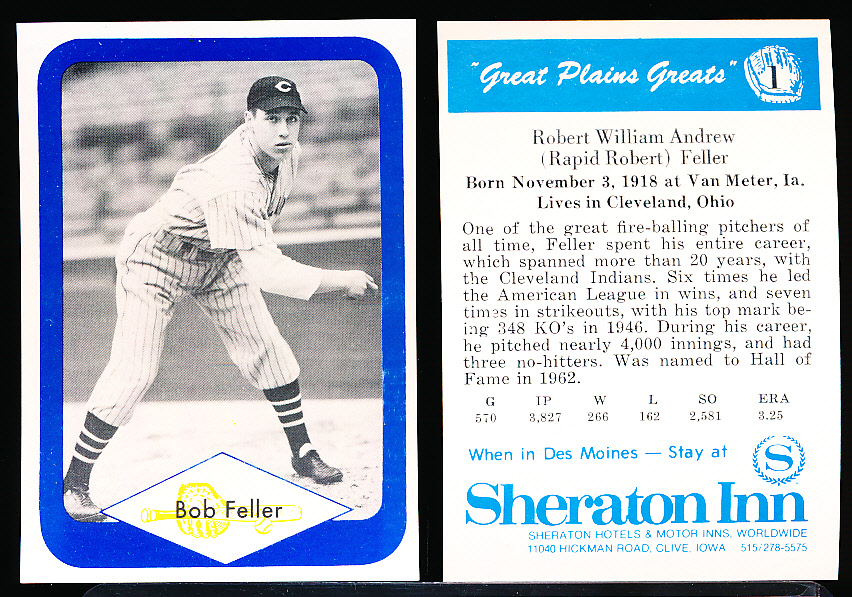 C
Bob Feller
"Great Plains Greats"
1
Robert William Andrew
(Rapid Robert) Feller
Born November 3, 1918 at Van Meter, Ia.
Lives in Cleveland, Ohio
One of the great fire-balling pitchers of
all time, Feller spent his entire career,
which spanned more than 20 years, with
the Cleveland Indians. Six times he led
the American League in wins, and seven
times in strikeouts, with his top mark be-
ing 348 KO's in 1946. During his career,
he pitched nearly 4,000 innings, and had
three no-hitters. Was named to Hall of
Fame in 1962.
G IP W L SO ERA
570 3,827 266 162 2,581 3.25
When in Des Moines — Stay at
S
Sheraton Inn
SHERATON HOTELS & MOTOR INNS, WORLDWIDE
11040 HICKMAN ROAD, CLIVE, IOWA 515/278-5575